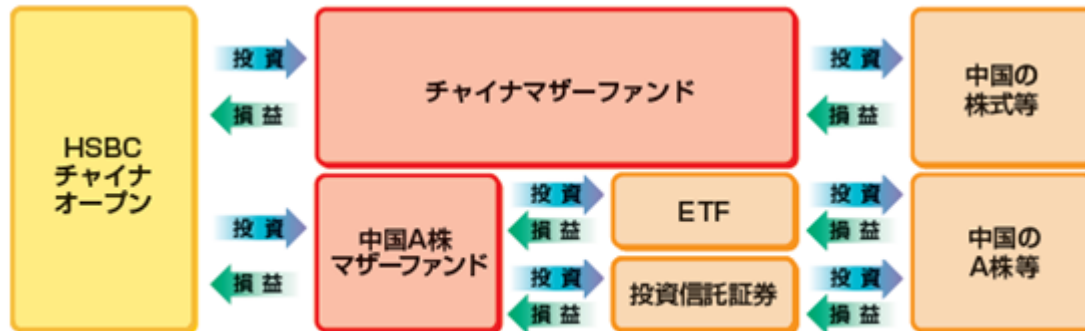 HSBC
チャイナ
オープン
投資
損益
チャイナマザーファンド
投資
損益
中国の
株式等
投資
損益
中国A株
マザーファンド
投資
損益
ETF
投資
損益
投資
損益
投資信託証券
投資
損益
中国の
A株等